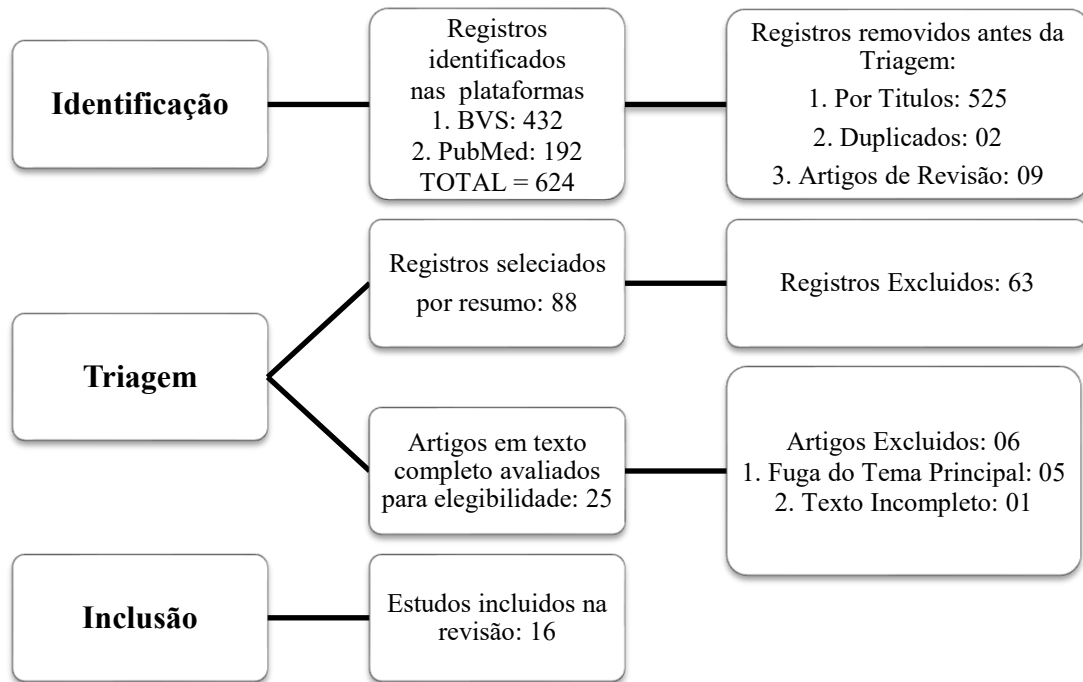 Identificação
Registros
identificados
nas plataformas
1. BVS: 432
2. PubMed: 192
TOTAL = 624
Registros removidos antes da
Triagem:
1. Por Titulos: 525
2. Duplicados: 02
3. Artigos de Revisão: 09
Triagem
Registros seleciados
por resumo: 88
Registros Excluidos: 63
Artigos em texto
completo avaliados
para elegibilidade: 25
Artigos Excluidos: 06
1. Fuga do Tema Principal: 05
2. Texto Incompleto: 01
Inclusão
Estudos incluidos na
revisão: 16